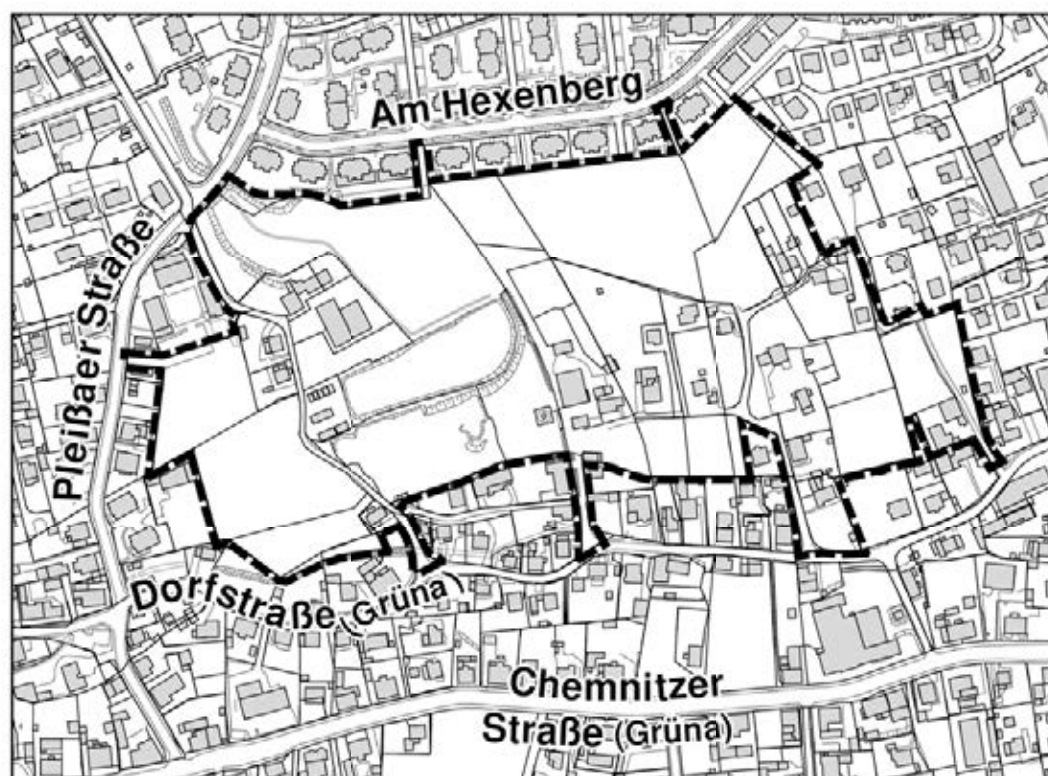 Am Hexenberg
Pleißaer Straße
Dorfstraße (Grüna)
Chemnitzer
Straße (Grüna)